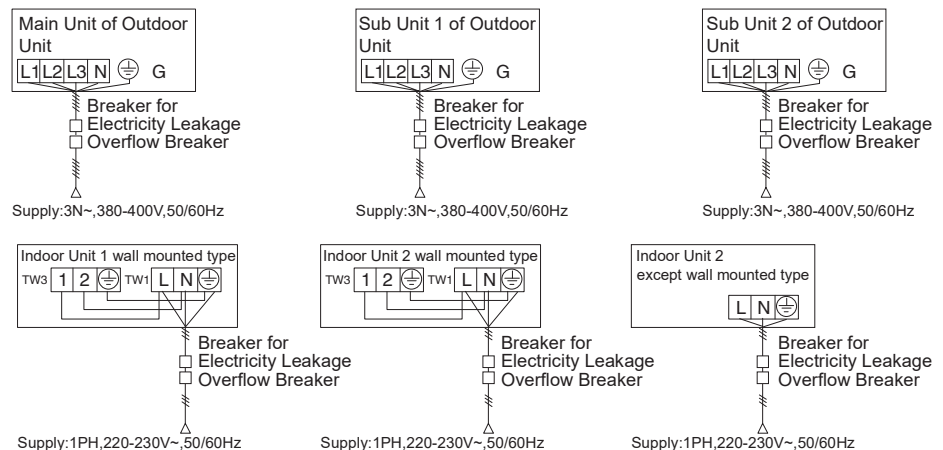 Main Unit of Outdoor
Unit
L1 L2 L3 N G
Breaker for
Electricity Leakage
Overflow Breaker
Supply:3N~,380-400V,50/60Hz
Sub Unit 1 of Outdoor
Unit
L1 L2 L3 N G
Breaker for
Electricity Leakage
Overflow Breaker
Supply:3N~,380-400V,50/60Hz
Sub Unit 2 of Outdoor
Unit
L1 L2 L3 N G
Breaker for
Electricity Leakage
Overflow Breaker
Supply:3N~,380-400V,50/60Hz
Indoor Unit 1 wall mounted type
TW3 1 2 TW1 L N
Breaker for
Electricity Leakage
Overflow Breaker
Supply:1PH,220-230V~,50/60Hz
Indoor Unit 2 wall mounted type
TW3 1 2 TW1 L N
Breaker for
Electricity Leakage
Overflow Breaker
Supply:1PH,220-230V~,50/60Hz
Indoor Unit 2
except wall mounted type
L N
Breaker for
Electricity Leakage
Overflow Breaker
Supply:1PH,220-230V~,50/60Hz